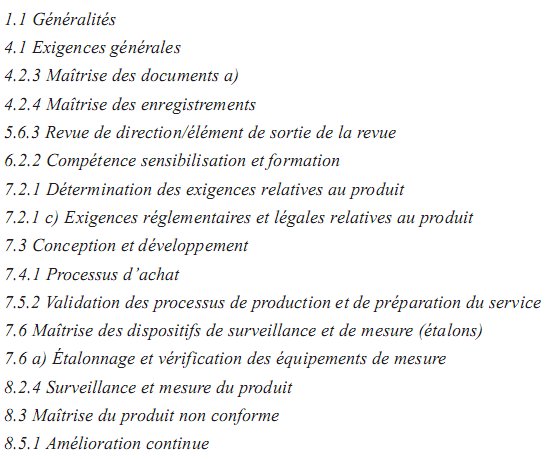 1.1 Généralités
4.1 Exigences générales
4.2.3 Maîtrise des documents a)
4.2.4 Maîtrise des enregistrements
5.6.3 Revue de direction/élément de sortie de la revue
6.2.2 Compétence sensibilisation et formation
7.2.1 Détermination des exigences relatives au produit
7.2.1 c) Exigences réglementaires et légales relatives au produit
7.3 Conception et développement
7.4.1 Processus d’achat
7.5.2 Validation des processus de production et de préparation du service
7.6 Maîtrise des dispositifs de surveillance et de mesure (étalons)
7.6 a) Étalonnage et vérification des équipements de mesure
8.2.4 Surveillance et mesure du produit
8.3 Maîtrise du produit non conforme
8.5.1 Amélioration continue